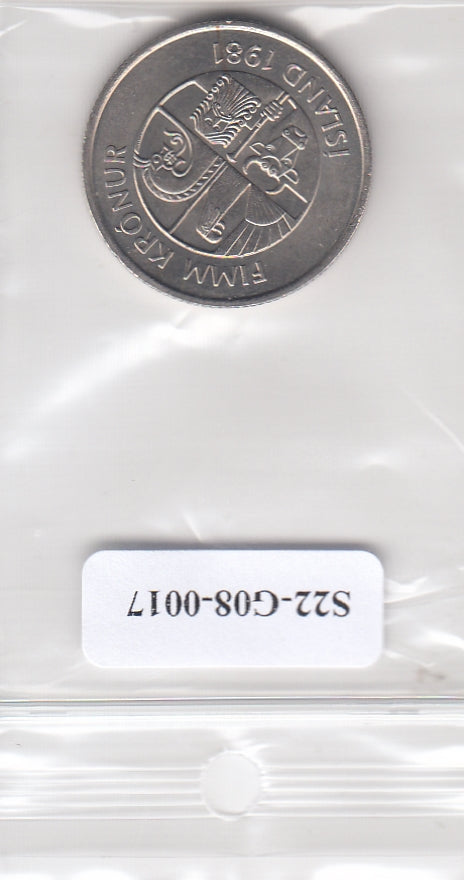 ÍSLAND 1981
FIMM KRÓNUR
S22-G08-0017